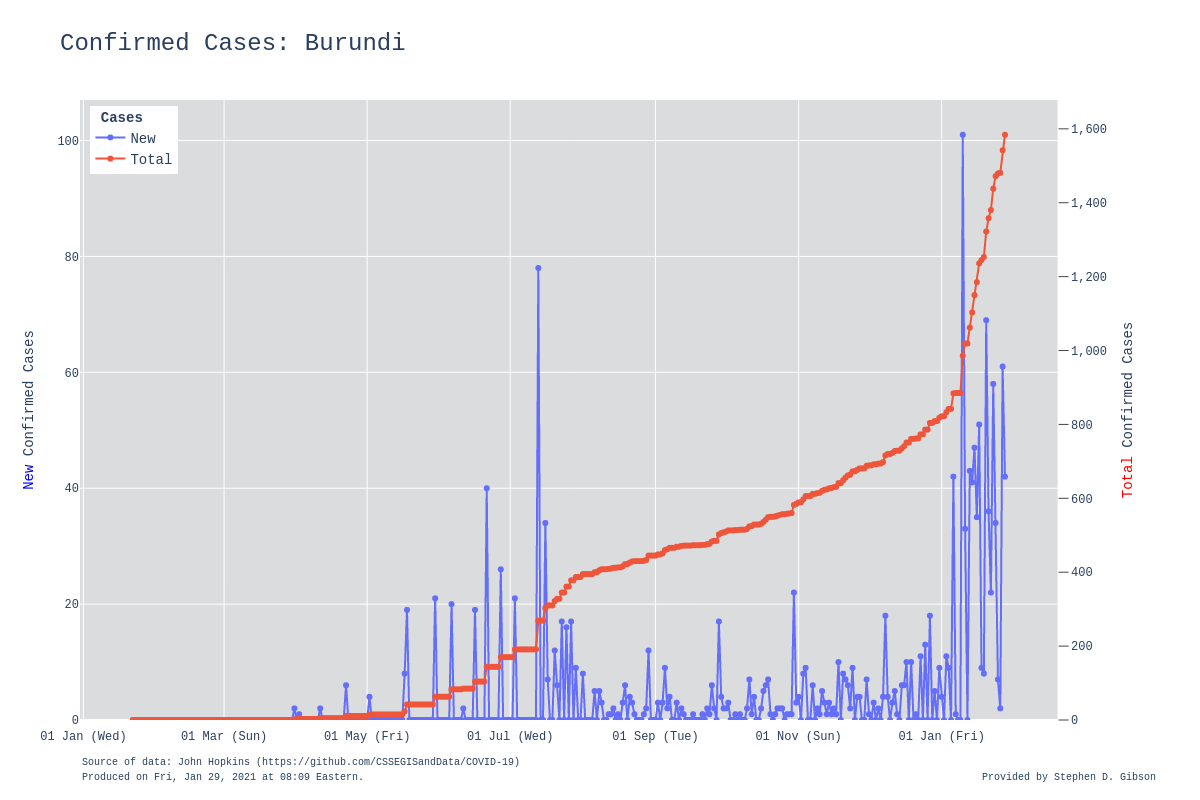 Confirmed Cases: Burundi
Cases
New
Total
100
80
60
40
20
0
New Confirmed Cases
1,600
1,400
1,200
1,000
800
600
400
200
0
Total Confirmed Cases
01 Jan (Wed)
01 Mar (Sun)
01 May (Fri)
01 Jul (Wed)
01 Sep (Tue)
01 Nov (Sun)
01 Jan (Fri)
Source of data: John Hopkins (https://github.com/CSSEGISandData/COVID-19)
Produced on Fri, Jan 29, 2021 at 08:09 Eastern.
Provided by Stephen D. Gibson